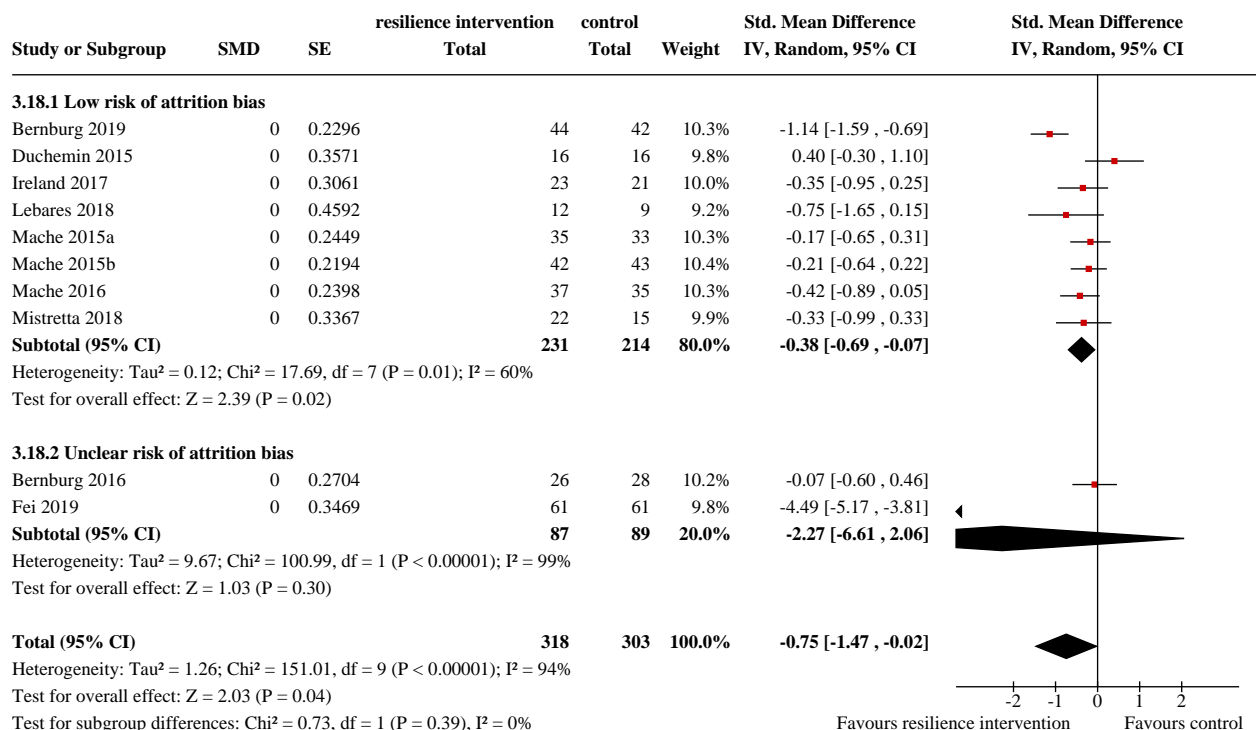 resilience intervention control Std. Mean Difference Std. Mean Difference
Study or Subgroup SMD SE Total Total Weight IV, Random, 95% CI IV, Random, 95% CI
3.18.1 Low risk of attrition bias
Bernburg 2019 0 0.2296 44 42 10.3% -1.14 [-1.59 , -0.69]
Duchemin 2015 0 0.3571 16 16 9.8% 0.40 [-0.30 , 1.10]
Ireland 2017 0 0.3061 23 21 10.0% -0.35 [-0.95 , 0.25]
Lebares 2018 0 0.4592 12 9 9.2% -0.75 [-1.65 , 0.15]
Mache 2015a 0 0.2449 35 33 10.3% -0.17 [-0.65 , 0.31]
Mache 2015b 0 0.2194 42 43 10.4% -0.21 [-0.64 , 0.22]
Mache 2016 0 0.2398 37 35 10.3% -0.42 [-0.89 , 0.05]
Mistretta 2018 0 0.3367 22 15 9.9% -0.33 [-0.99 , 0.33]
Subtotal (95% CI) 231 214 80.0% -0.38 [-0.69 , -0.07]
Heterogeneity: Tau² = 0.12; Chi² = 17.69, df = 7 (P = 0.01); I² = 60%
Test for overall effect: Z = 2.39 (P = 0.02)
3.18.2 Unclear risk of attrition bias
Bernburg 2016 0 0.2704 26 28 10.2% -0.07 [-0.60 , 0.46]
Fei 2019 0 0.3469 61 61 9.8% -4.49 [-5.17 , -3.81]
Subtotal (95% CI) 87 89 20.0% -2.27 [-6.61 , 2.06]
Heterogeneity: Tau² = 9.67; Chi² = 100.99, df = 1 (P < 0.00001); I² = 99%
Test for overall effect: Z = 1.03 (P = 0.30)
Total (95% CI) 318 303 100.0% -0.75 [-1.47 , -0.02]
Heterogeneity: Tau² = 1.26; Chi² = 151.01, df = 9 (P < 0.00001); I² = 94%
Test for overall effect: Z = 2.03 (P = 0.04)
-2 -1 0 1 2
Test for subgroup differences: Chi² = 0.73, df = 1 (P = 0.39), I² = 0% Favours resilience intervention Favours control